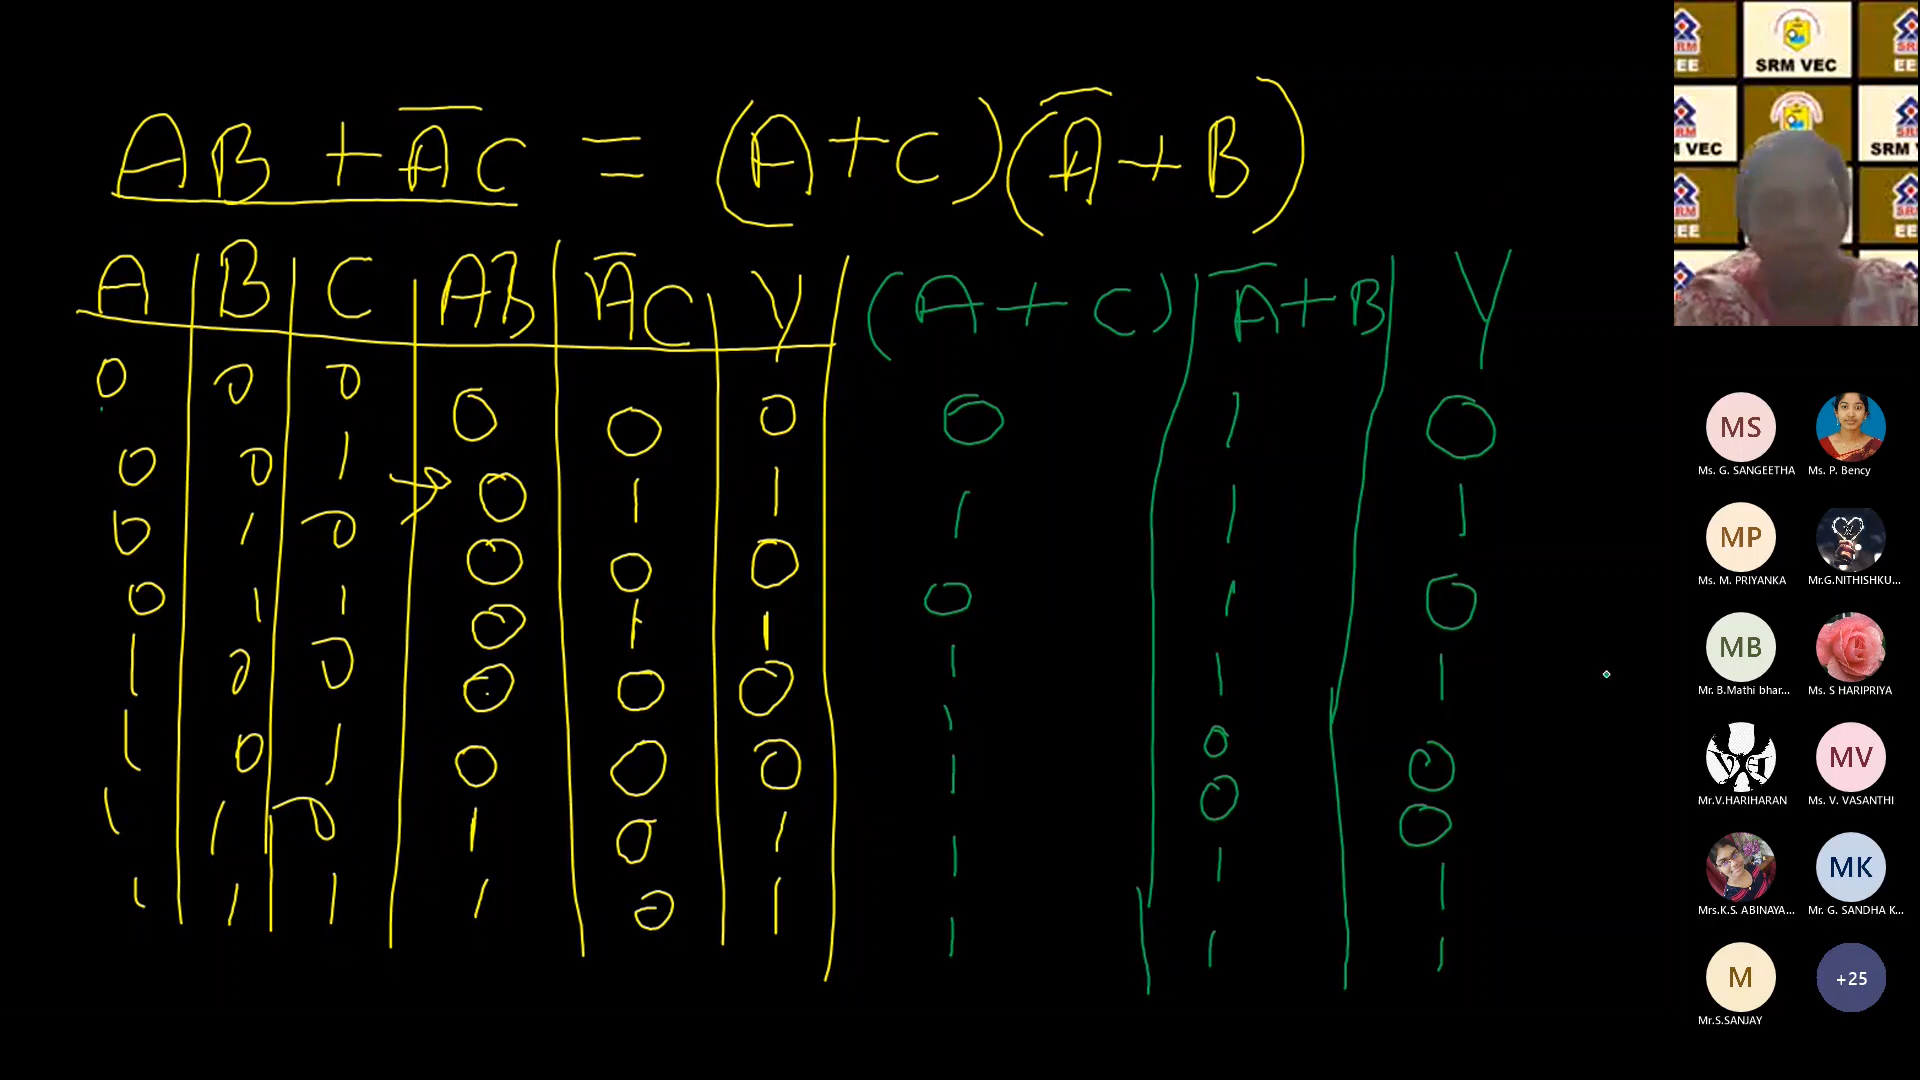 AB + A̅C = (A+C)(A̅+B)
A B C AB A̅C Y (A+C) A̅+B Y
0 0 0 0 0 0 0 1 0
0 0 1 → 0 1 1 1 1 1
0 1 0 0 0 0 0 1 0
0 1 1 0 1 1 1 1 1
1 0 0 0 0 0 1 0 0
1 0 1 0 0 0 1 0 0
1 1 0 1 0 1 1 1 1
1 1 1 1 0 1 1 1 1
SRM VEC
EEE
SRM VEC
SRM
EEE
MS
Ms. G. SANGEETHA Ms. P. Bency
MP
Ms. M. PRIYANKA Mr.G.NITHISHKU...
MB
Mr. B.Mathi bhar... Ms. S HARIPRIYA
MV
Mr.V.HARIHARAN Ms. V. VASANTHI
MK
Mrs.K.S. ABINAYA... Mr. G. SANDHA K...
M +25
Mr.S.SANJAY